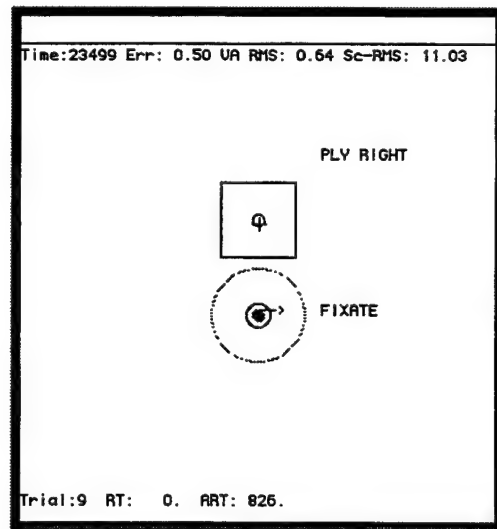 Time:23499 Err: 0.50 VA RMS: 0.64 Sc-RMS: 11.03
PLY RIGHT
FIXATE
Trial:9 RT: 0. ART: 826.